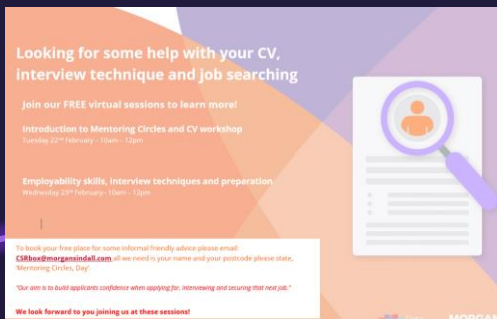 Looking for some help with your CV,
interview technique and job searching
Join our FREE virtual sessions to learn more!
Introduction to Mentoring Circles and CV workshop
Tuesday 22nd February – 10am – 12pm
Employability skills, interview techniques and preparation
Wednesday 23rd February- 10am – 12pm
To book your free place for some informal friendly advice please email:
CSRbox@morgansindall.com all we need is your name and your postcode please state,
'Mentoring Circles, Day'.
"Our aim is to build applicants confidence when applying for, interviewing and securing that next job."
We look forward to you joining us at these sessions!
MORGAN